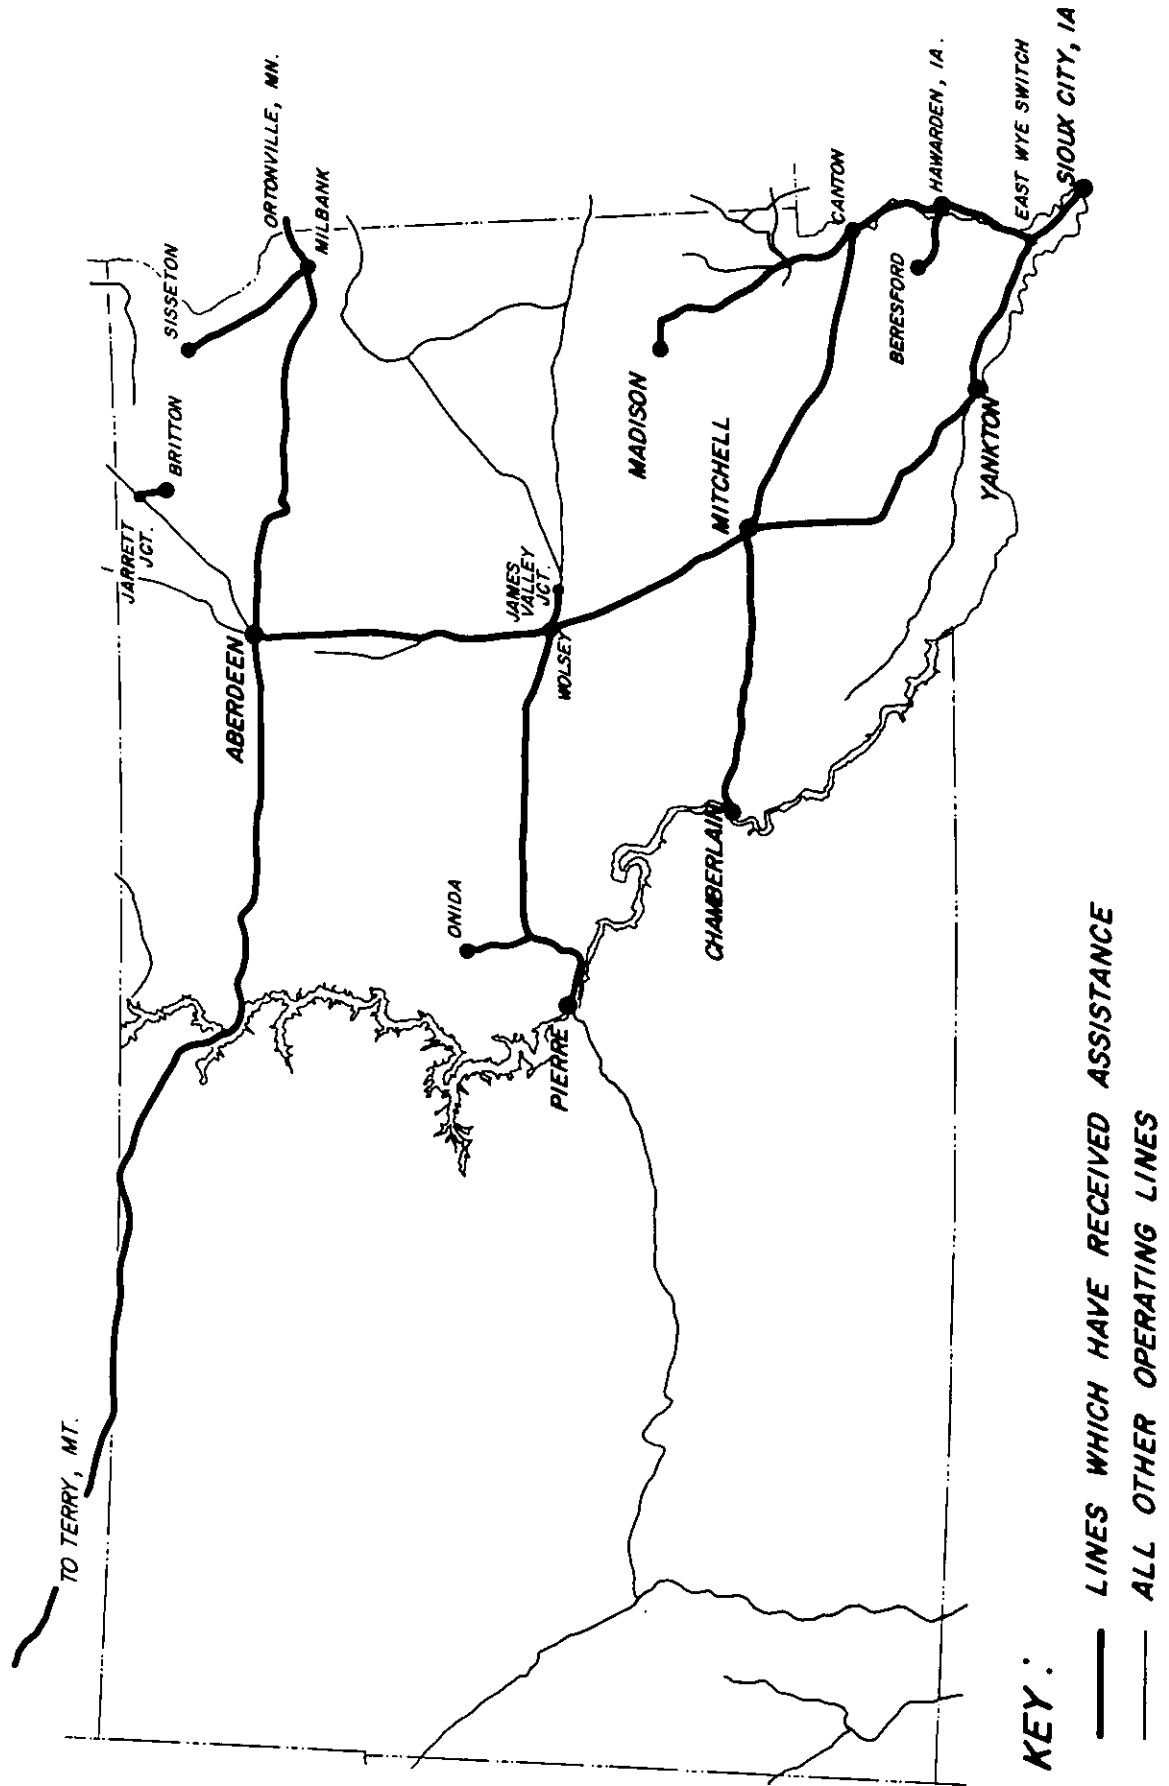 TO TERRY, MT.
JARRETT
JCT.
BRITTON
SISSETON
ORTONVILLE, MN.
MILBANK
ABERDEEN
ONIDA
JAMES
VALLEY
JCT.
WOLSEY
PIERRE
MADISON
MITCHELL
CHAMBERLAIN
CANTON
BERESFORD
HAWARDEN, IA.
YANKTON
EAST WYE SWITCH
SIOUX CITY, IA
KEY:
LINES WHICH HAVE RECEIVED ASSISTANCE
ALL OTHER OPERATING LINES